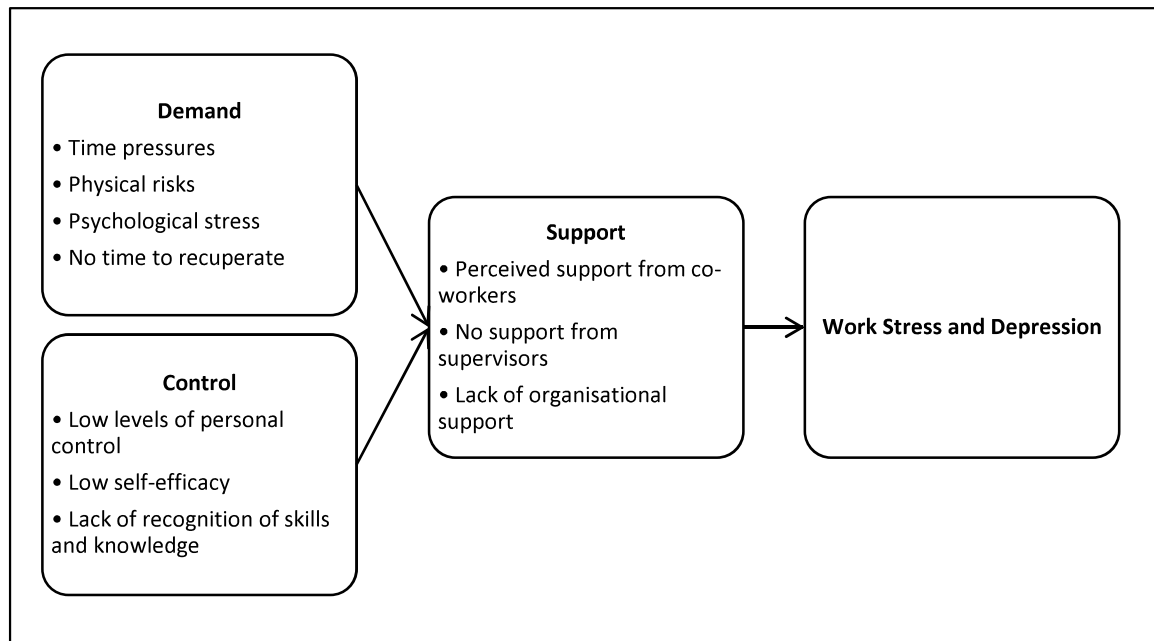 Demand
• Time pressures
• Physical risks
• Psychological stress
• No time to recuperate
Control
• Low levels of personal
control
• Low self-efficacy
• Lack of recognition of skills
and knowledge
Support
• Perceived support from co-
workers
• No support from
supervisors
• Lack of organisational
support
Work Stress and Depression